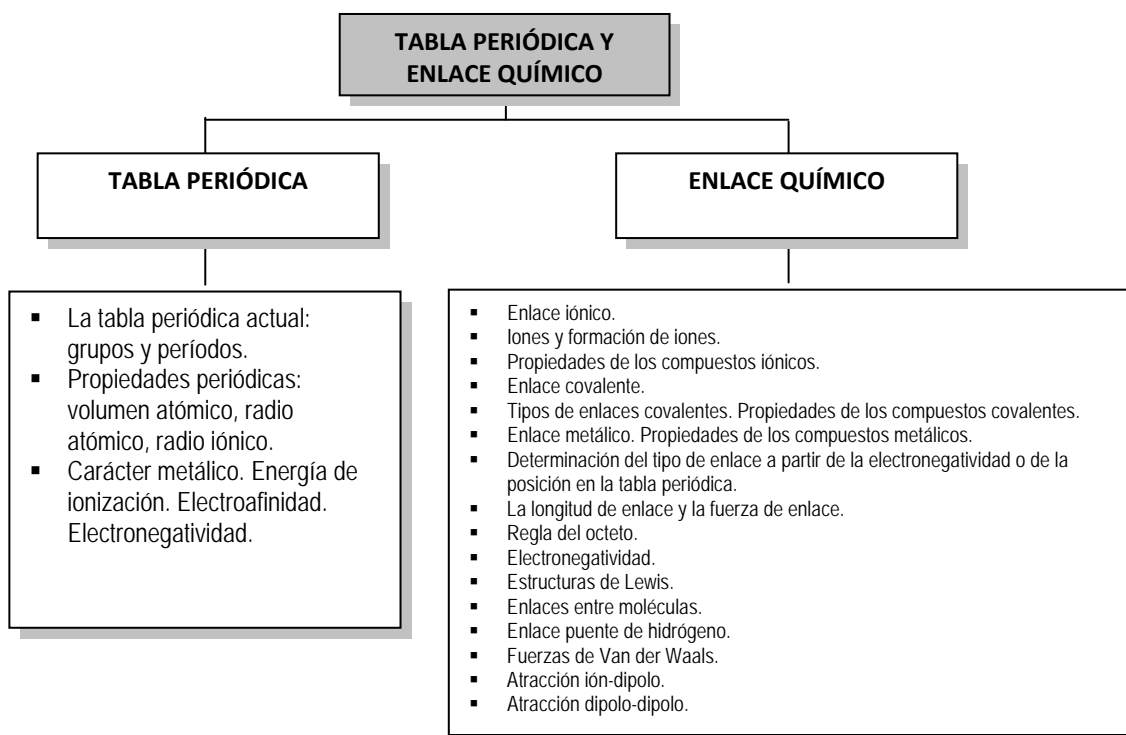 TABLA PERIÓDICA Y
ENLACE QUÍMICO
TABLA PERIÓDICA
ENLACE QUÍMICO
▪ La tabla periódica actual:
grupos y períodos.
▪ Propiedades periódicas:
volumen atómico, radio
atómico, radio iónico.
▪ Carácter metálico. Energía de
ionización. Electroafinidad.
Electronegatividad.
▪ Enlace iónico.
▪ Iones y formación de iones.
▪ Propiedades de los compuestos iónicos.
▪ Enlace covalente.
▪ Tipos de enlaces covalentes. Propiedades de los compuestos covalentes.
▪ Enlace metálico. Propiedades de los compuestos metálicos.
▪ Determinación del tipo de enlace a partir de la electronegatividad o de la
posición en la tabla periódica.
▪ La longitud de enlace y la fuerza de enlace.
▪ Regla del octeto.
▪ Electronegatividad.
▪ Estructuras de Lewis.
▪ Enlaces entre moléculas.
▪ Enlace puente de hidrógeno.
▪ Fuerzas de Van der Waals.
▪ Atracción ión-dipolo.
▪ Atracción dipolo-dipolo.